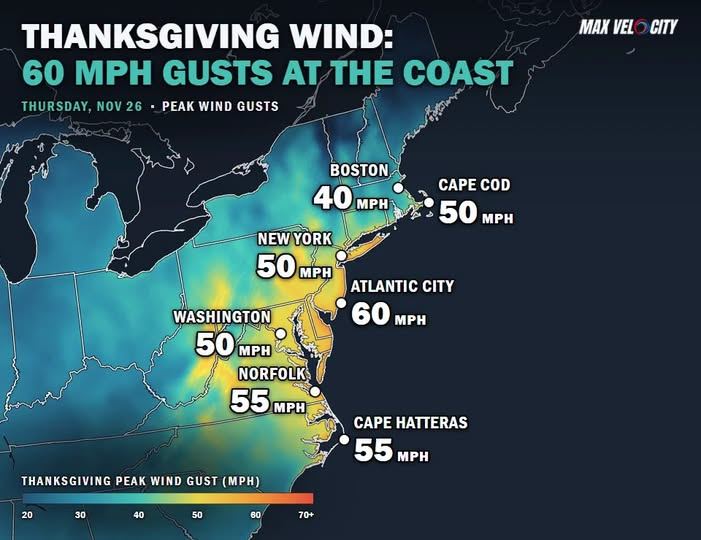 THANKSGIVING WIND:
60 MPH GUSTS AT THE COAST
THURSDAY, NOV 26 • PEAK WIND GUSTS
MAX VELOCITY
BOSTON
40 MPH
CAPE COD
50 MPH
NEW YORK
50 MPH
ATLANTIC CITY
60 MPH
WASHINGTON
50 MPH
NORFOLK
55 MPH
CAPE HATTERAS
55 MPH
THANKSGIVING PEAK WIND GUST (MPH)
20 30 40 50 60 70+